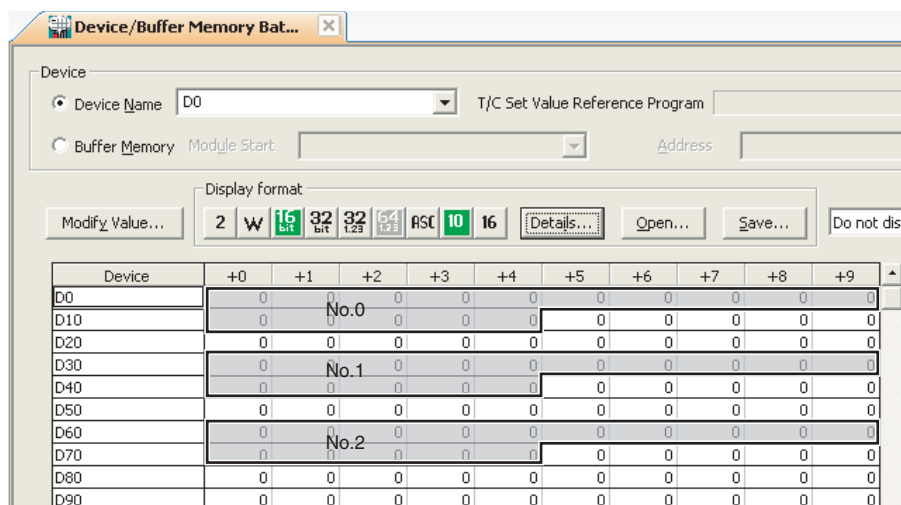 Device/Buffer Memory Bat...
Device
Device Name D0 T/C Set Value Reference Program
Buffer Memory Module Start Address
Display format
Modify Value... 2 W 16 bit 32 bit 32 1.23 64 1.23 ASC 10 16 Details... Open... Save... Do not dis
Device +0 +1 +2 +3 +4 +5 +6 +7 +8 +9
D0 0 0 0 0 0 0 0 0 0 0
No.0
D10 0 0 0 0 0 0 0 0 0 0
D20 0 0 0 0 0 0 0 0 0 0
D30 0 0 0 0 0 0 0 0 0 0
No.1
D40 0 0 0 0 0 0 0 0 0 0
D50 0 0 0 0 0 0 0 0 0 0
D60 0 0 0 0 0 0 0 0 0 0
No.2
D70 0 0 0 0 0 0 0 0 0 0
D80 0 0 0 0 0 0 0 0 0 0
D90 0 0 0 0 0 0 0 0 0 0